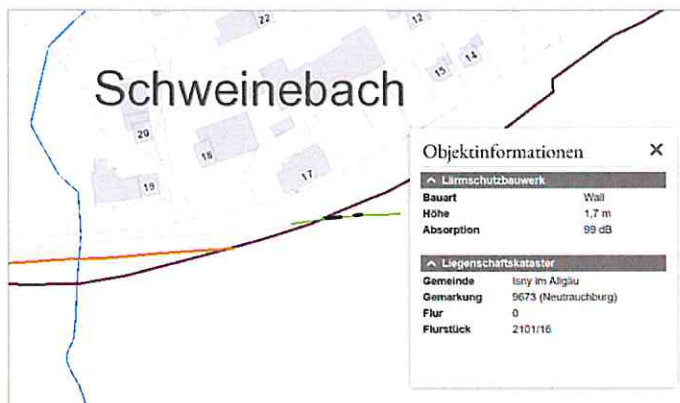 22
12
Schweinebach
15
14
20
18
17
19
Objektinformationen
Lärmschutzbauwerk
Bauart Wall
Höhe 1,7 m
Absorption 99 dB
Liegenschaftskataster
Gemeinde Isny im Allgäu
Gemarkung 9673 (Neutrauchburg)
Flur 0
Flurstück 2101/16